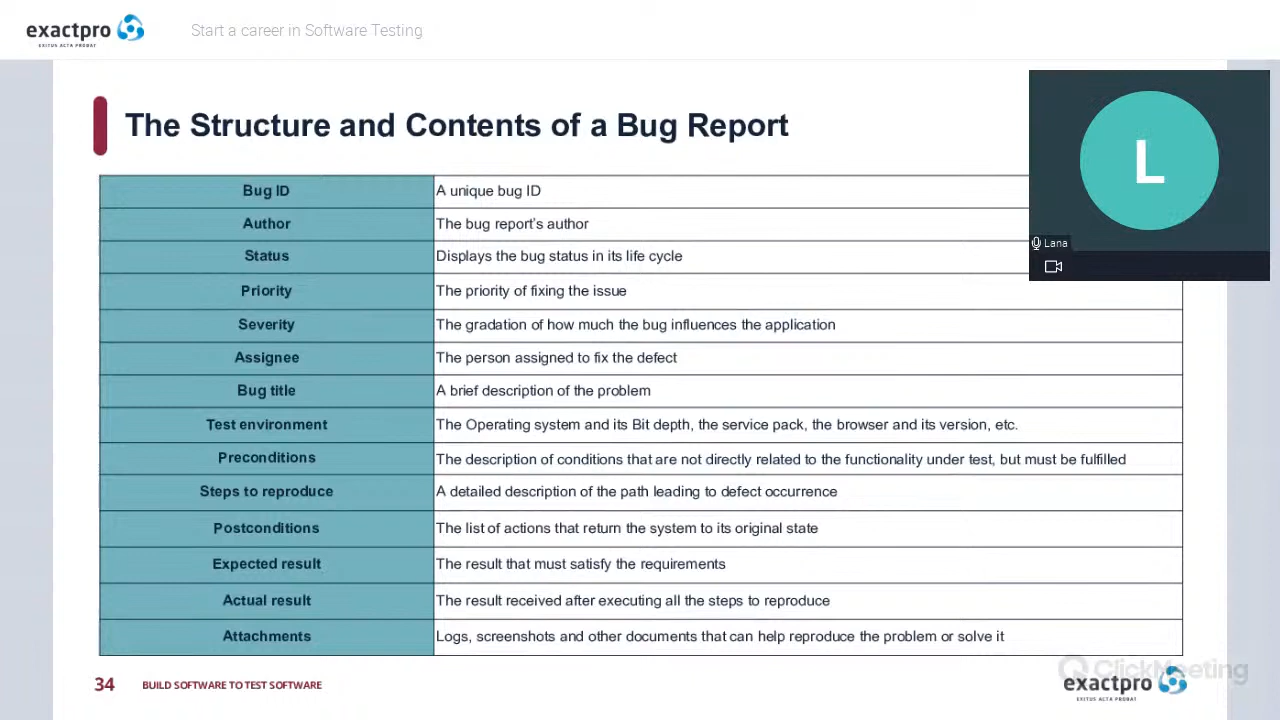 exactpro
EXITUS ACTA PROBAT
Start a career in Software Testing
The Structure and Contents of a Bug Report
L
Lana
Bug ID A unique bug ID
Author The bug report's author
Status Displays the bug status in its life cycle
Priority The priority of fixing the issue
Severity The gradation of how much the bug influences the application
Assignee The person assigned to fix the defect
Bug title A brief description of the problem
Test environment The Operating system and its Bit depth, the service pack, the browser and its version, etc.
Preconditions The description of conditions that are not directly related to the functionality under test, but must be fulfilled
Steps to reproduce A detailed description of the path leading to defect occurrence
Postconditions The list of actions that return the system to its original state
Expected result The result that must satisfy the requirements
Actual result The result received after executing all the steps to reproduce
Attachments Logs, screenshots and other documents that can help reproduce the problem or solve it
34 BUILD SOFTWARE TO TEST SOFTWARE
ClickMeeting
exactpro
EXITUS ACTA PROBAT